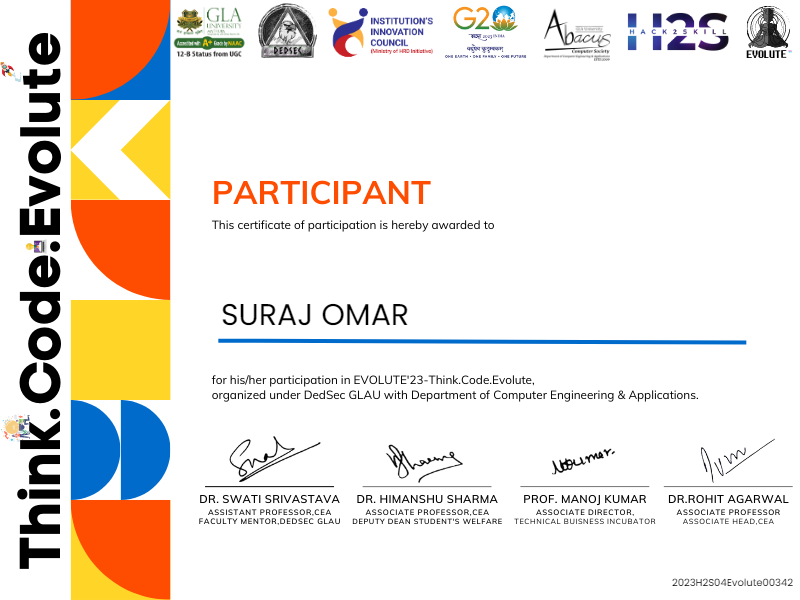 Think.Code.Evolute
GLA
UNIVERSITY
Accredited with A+ Grade by NAAC
12-B Status from UGC
DEDSEC
INSTITUTION'S
INNOVATION
COUNCIL
(Ministry of HRD Initiative)
G20
भारत 2023 INDIA
वसुधैव कुटुम्बकम्
ONE EARTH • ONE FAMILY • ONE FUTURE
ABACUS
Computer Society
H2S
HACK2SKILL
EVOLUTE
PARTICIPANT
This certificate of participation is hereby awarded to
SURAJ OMAR
for his/her participation in EVOLUTE'23-Think.Code.Evolute,
organized under DedSec GLAU with Department of Computer Engineering & Applications.
DR. SWATI SRIVASTAVA
ASSISTANT PROFESSOR,CEA
FACULTY MENTOR,DEDSEC GLAU
DR. HIMANSHU SHARMA
ASSOCIATE PROFESSOR,CEA
DEPUTY DEAN STUDENT'S WELFARE
PROF. MANOJ KUMAR
ASSOCIATE DIRECTOR,
TECHNICAL BUISNESS INCUBATOR
DR.ROHIT AGARWAL
ASSOCIATE PROFESSOR
ASSOCIATE HEAD,CEA
2023H2S04Evolute00342